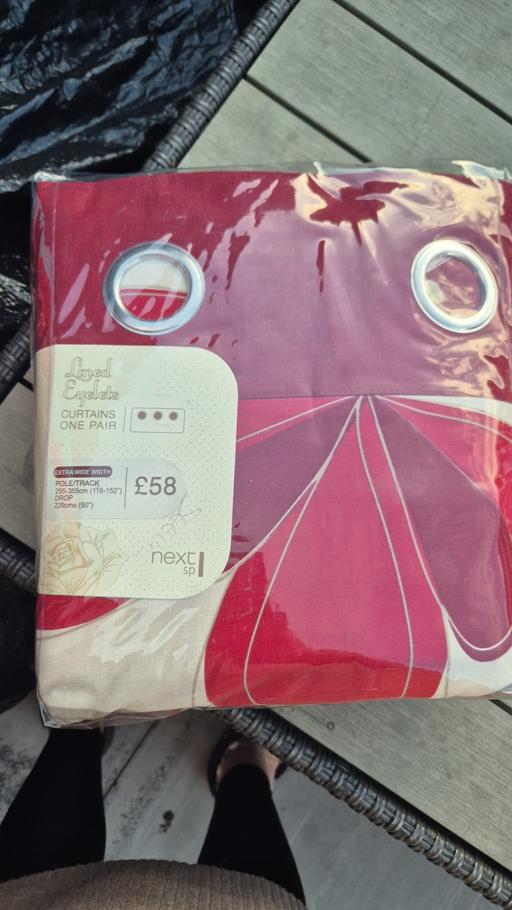 Lined
Eyelets
CURTAINS
ONE PAIR
EXTRA WIDE WIDTH
POLE/TRACK
295-385cm (116-152")
DROP
229cms (90")
£58
next
sp